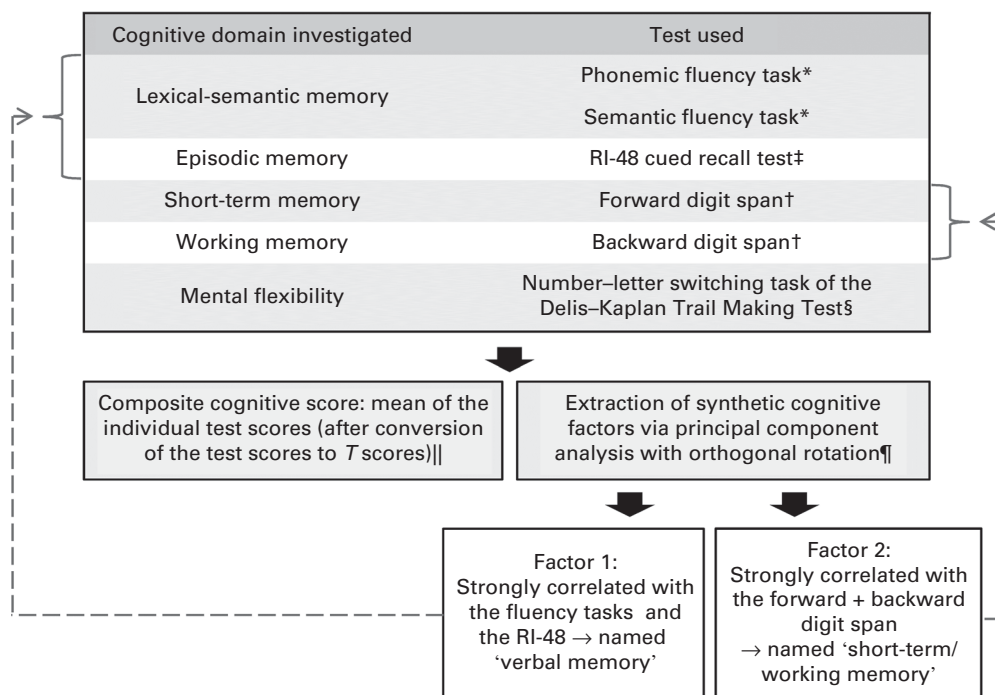 Cognitive domain investigated Test used
Lexical-semantic memory
Phonemic fluency task*
Semantic fluency task*
Episodic memory RI-48 cued recall test‡
Short-term memory Forward digit span†
Working memory Backward digit span†
Mental flexibility
Number–letter switching task of the
Delis–Kaplan Trail Making Test§
Composite cognitive score: mean of the
individual test scores (after conversion
of the test scores to T scores)||
Extraction of synthetic cognitive
factors via principal component
analysis with orthogonal rotation¶
Factor 1:
Strongly correlated with
the fluency tasks and
the RI-48 → named
‘verbal memory’
Factor 2:
Strongly correlated with
the forward + backward
digit span
→ named ‘short-term/
working memory’